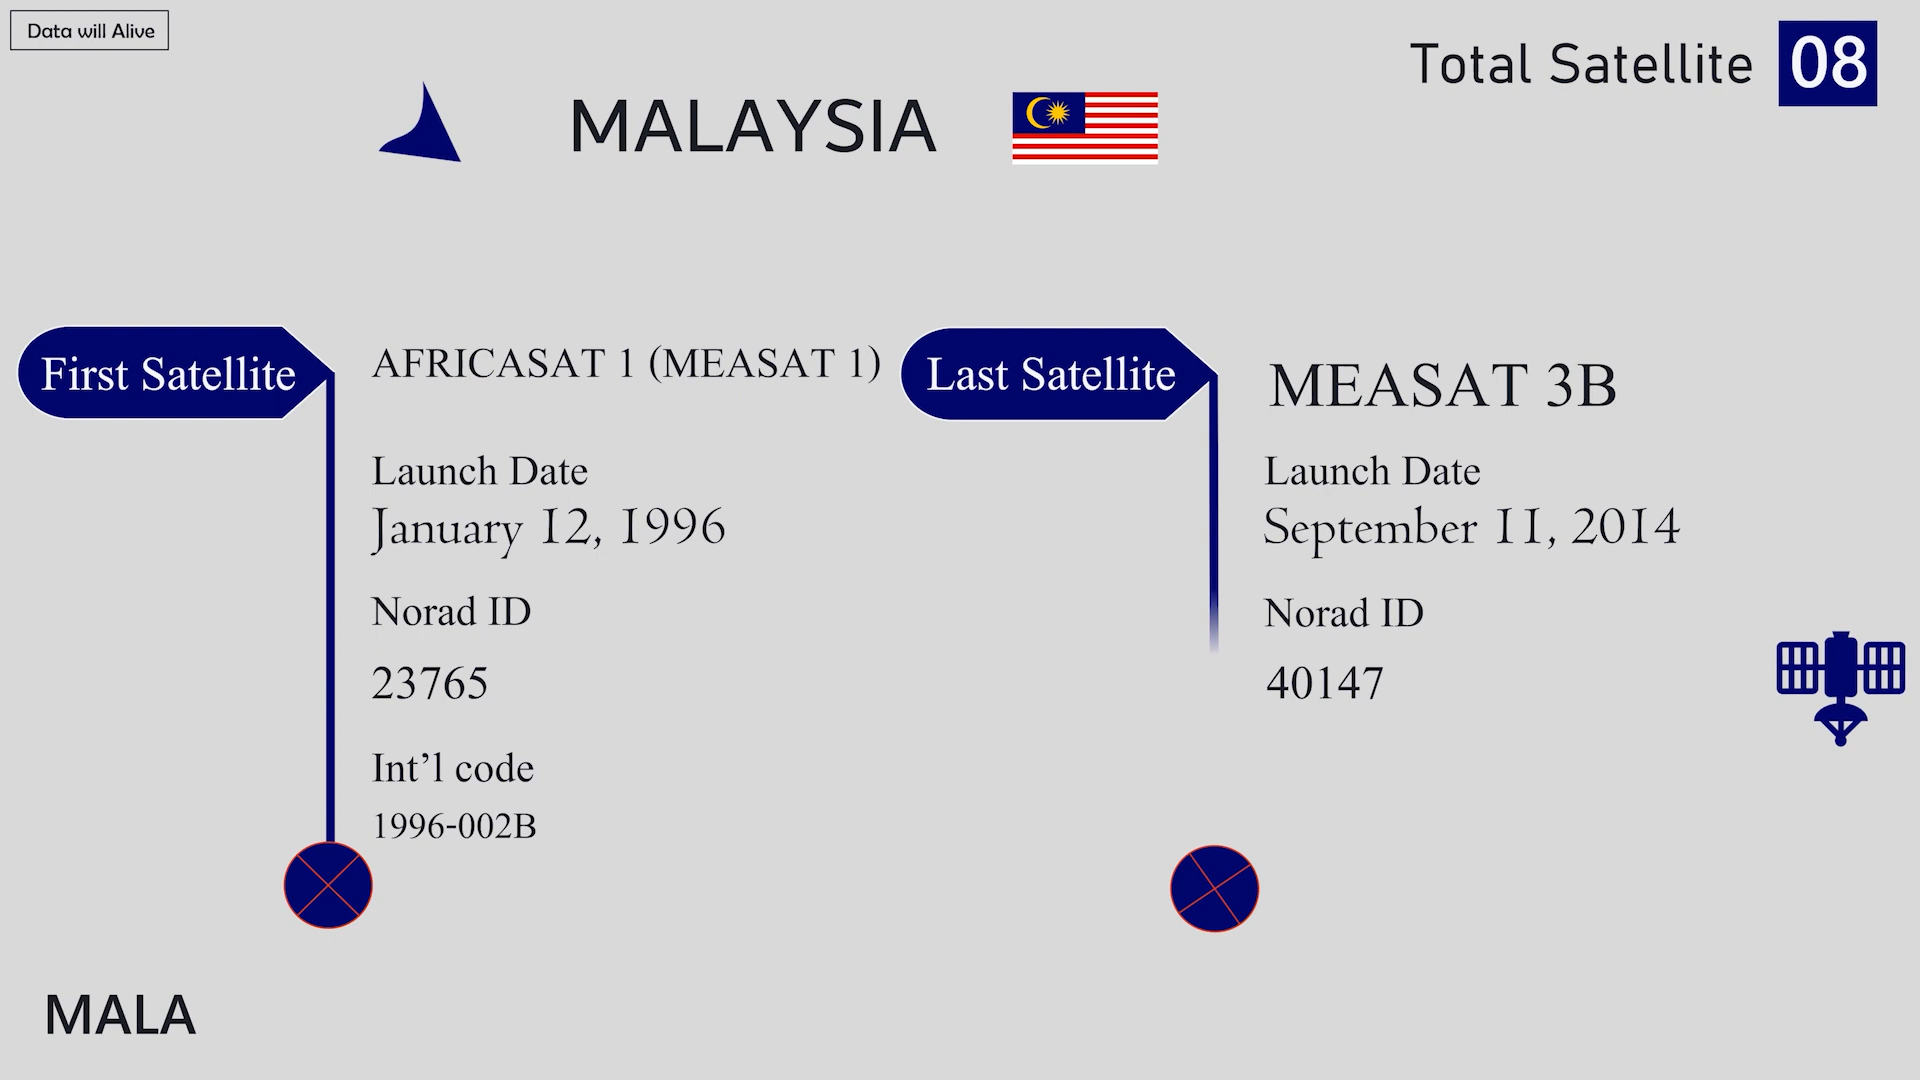 Data will Alive
Total Satellite 08
MALAYSIA
First Satellite
AFRICASAT 1 (MEASAT 1)
Launch Date
January 12, 1996
Norad ID
23765
Int’l code
1996-002B
Last Satellite
MEASAT 3B
Launch Date
September 11, 2014
Norad ID
40147
MALA